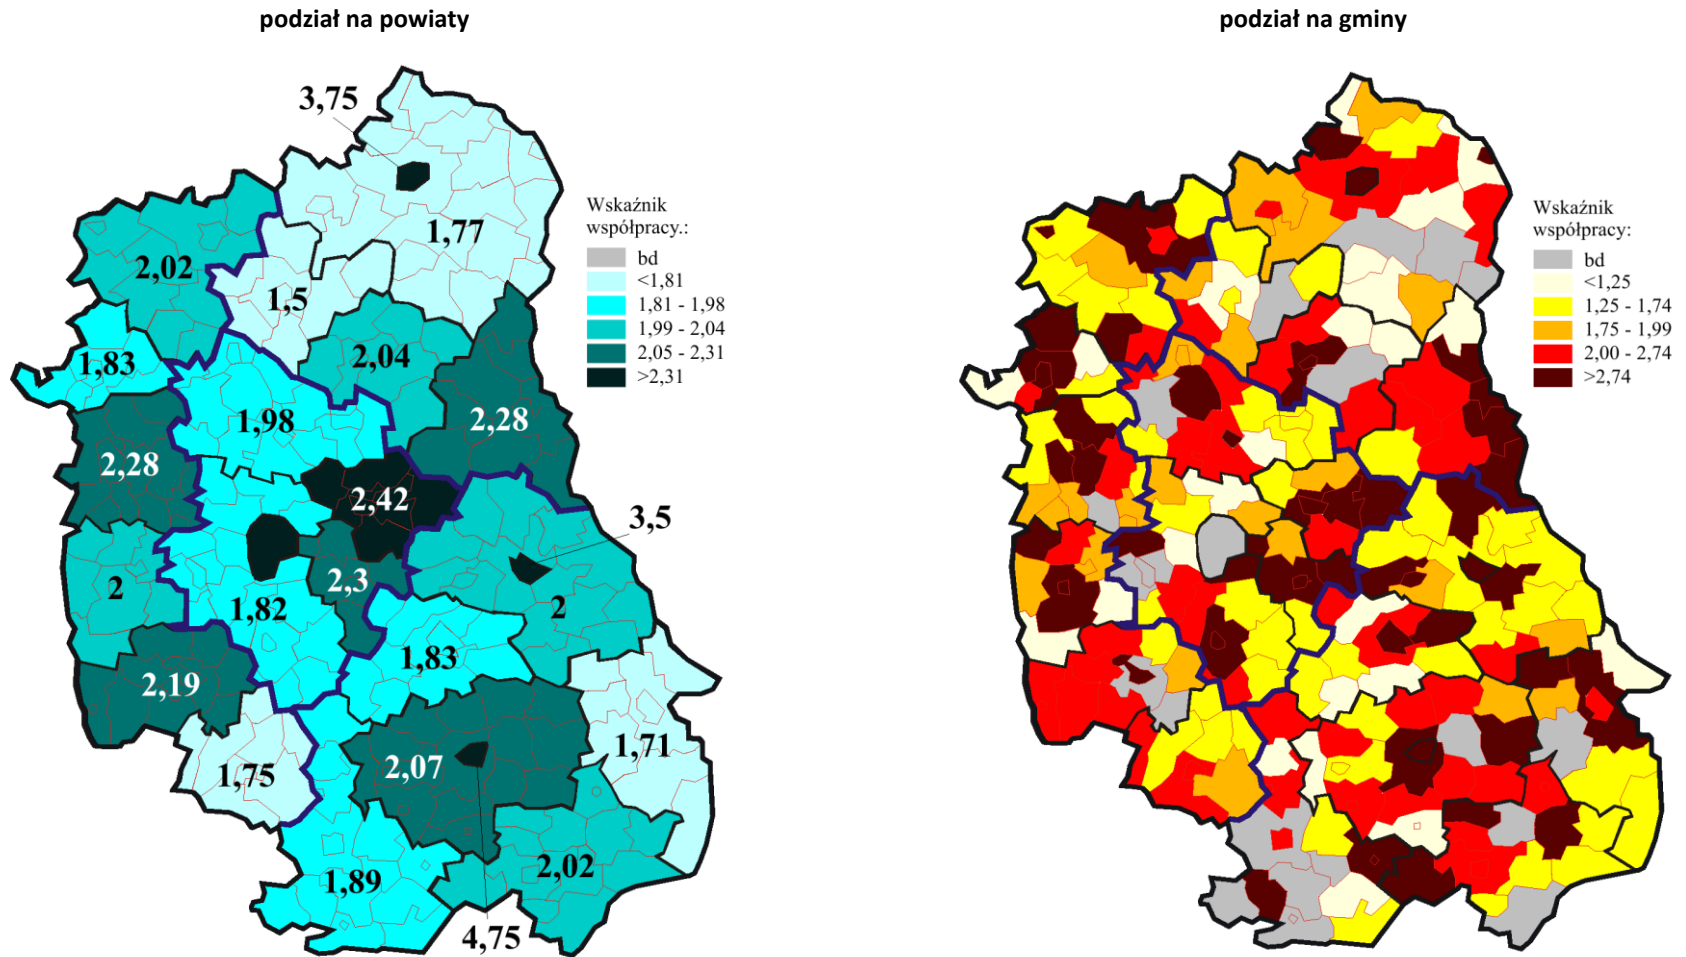 podział na powiaty
podział na gminy
3,75
1,77
2,02
1,5
1,83
2,04
1,98
2,28
2,28
2,42
3,5
2
2,3
1,82
2
1,83
2,19
1,71
1,75
2,07
2,02
1,89
4,75
Wskaźnik
współpracy.:
bd
<1,81
1,81 - 1,98
1,99 - 2,04
2,05 - 2,31
>2,31
Wskaźnik
współpracy:
bd
<1,25
1,25 - 1,74
1,75 - 1,99
2,00 - 2,74
>2,74